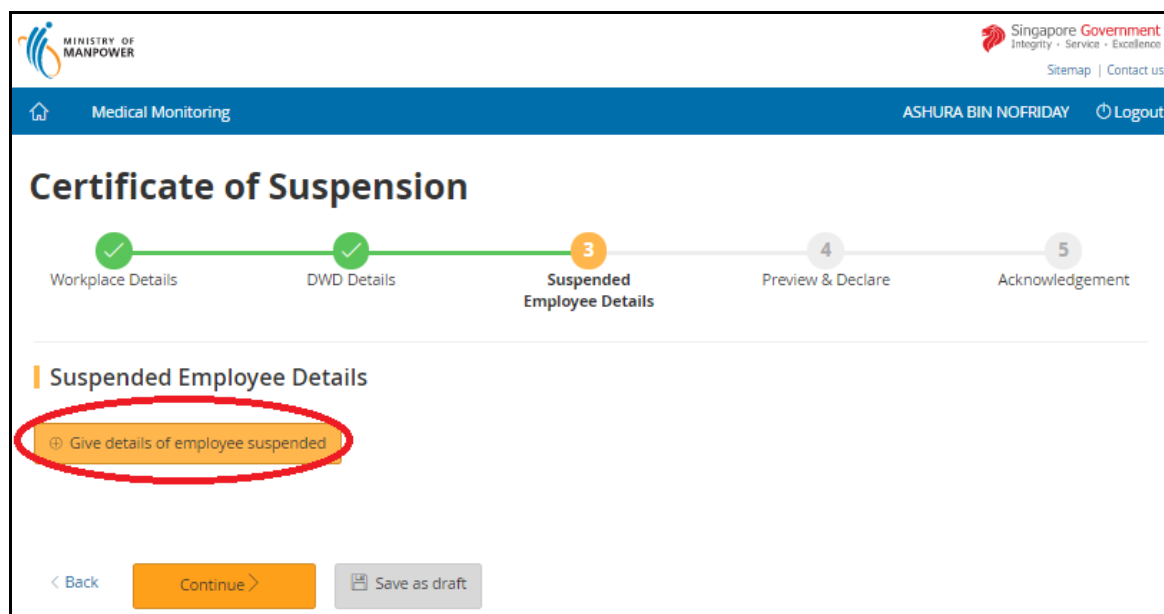 MINISTRY OF
MANPOWER
Singapore Government
Integrity · Service · Excellence
Sitemap | Contact us
Medical Monitoring
ASHURA BIN NOFRIDAY
Logout
Certificate of Suspension
3
4
5
Workplace Details
DWD Details
Suspended
Employee Details
Preview & Declare
Acknowledgement
Suspended Employee Details
Give details of employee suspended
< Back
Continue >
Save as draft